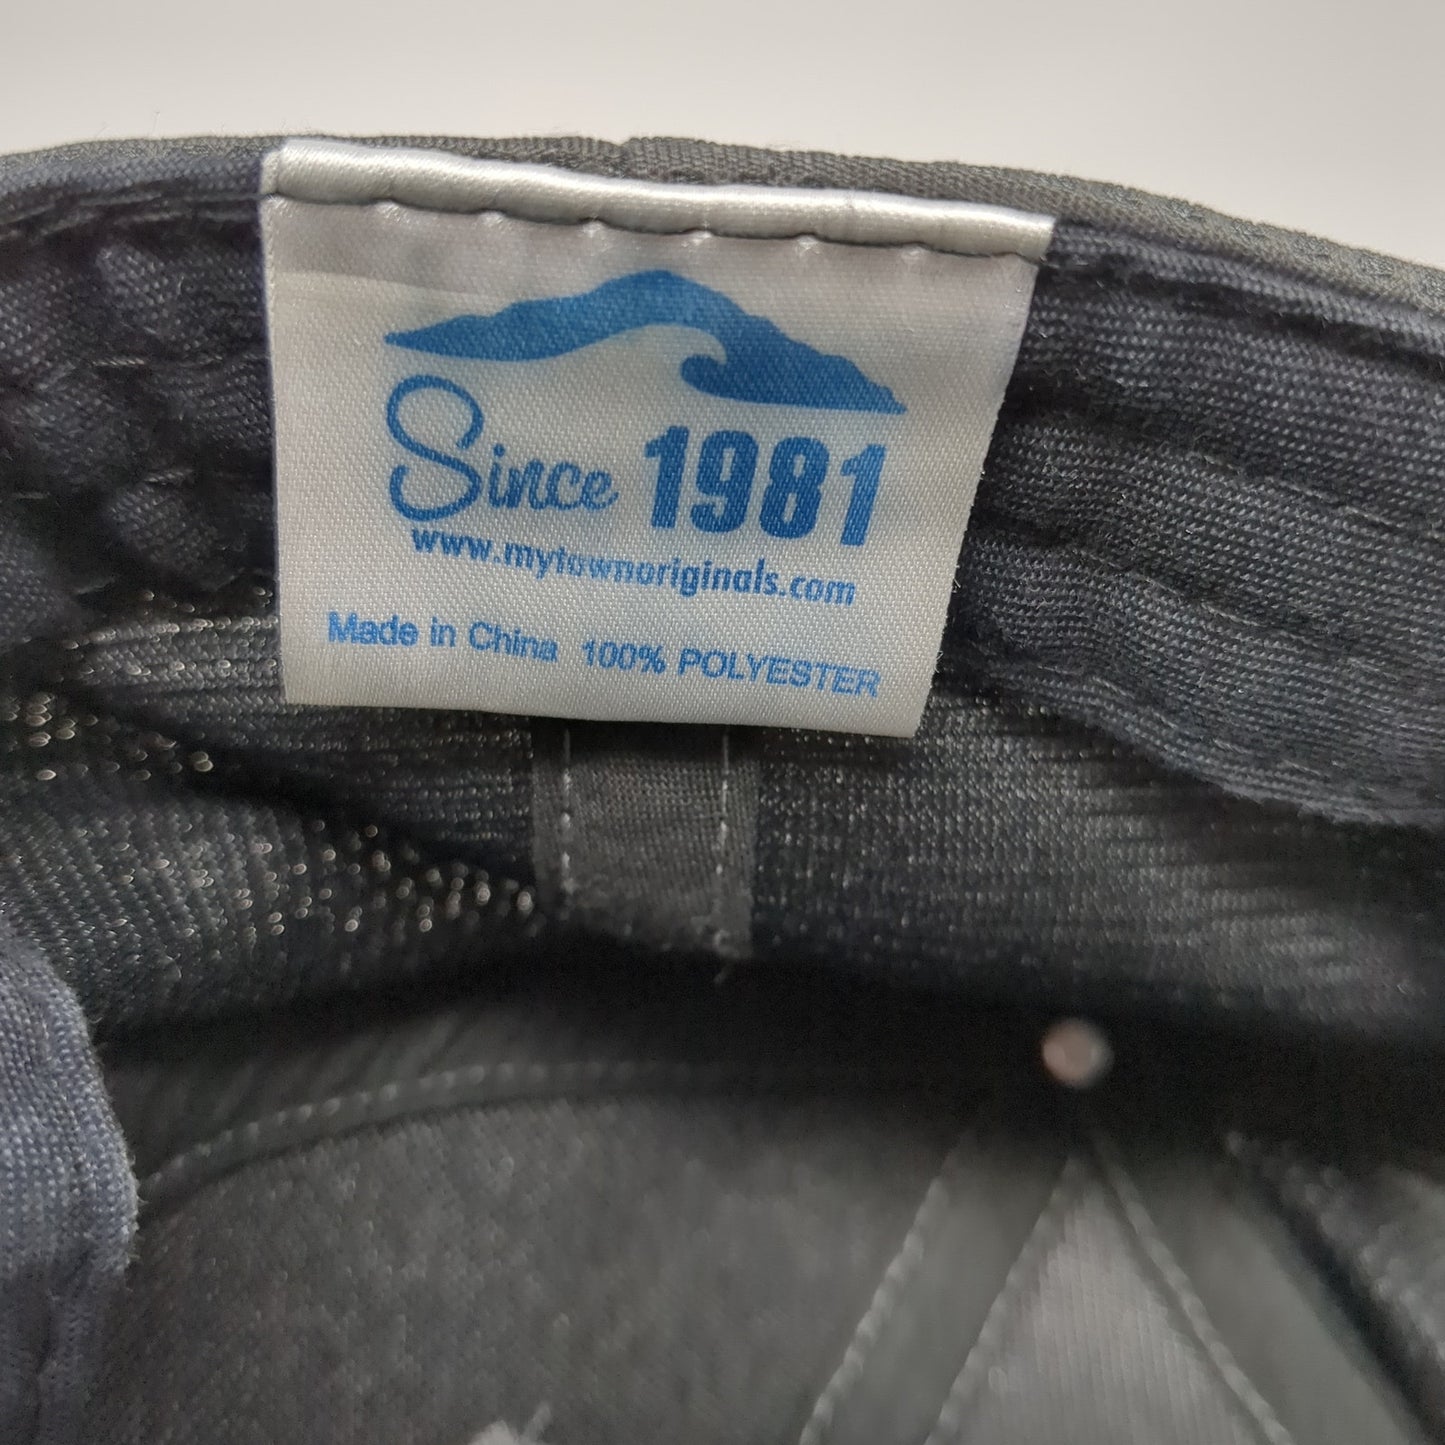 Since 1981
www.mytownoriginals.com
Made in China 100% POLYESTER